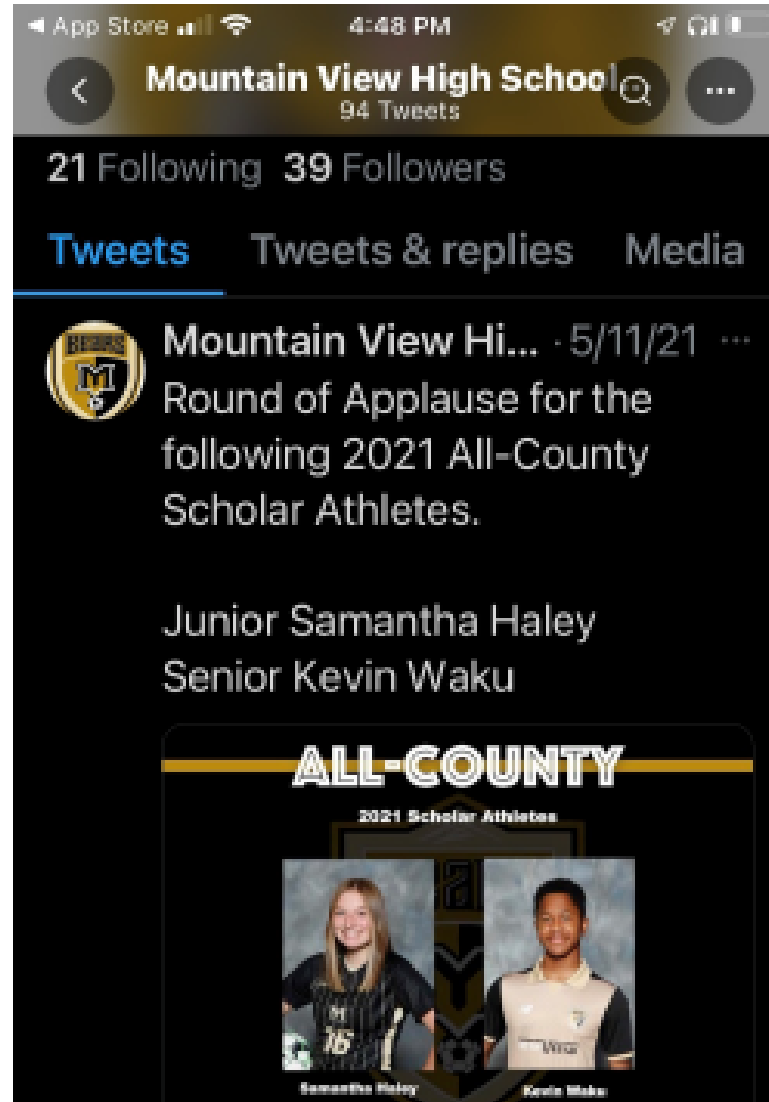 App Store
4:48 PM
Mountain View High School
94 Tweets
21 Following 39 Followers
Tweets Tweets & replies Media
BEARS
M
Mountain View Hi... · 5/11/21 ...
Round of Applause for the
following 2021 All-County
Scholar Athletes.
Junior Samantha Haley
Senior Kevin Waku
ALL-COUNTY
2021 Scholar Athletes
M
16
Samantha Haley Kevin Waku